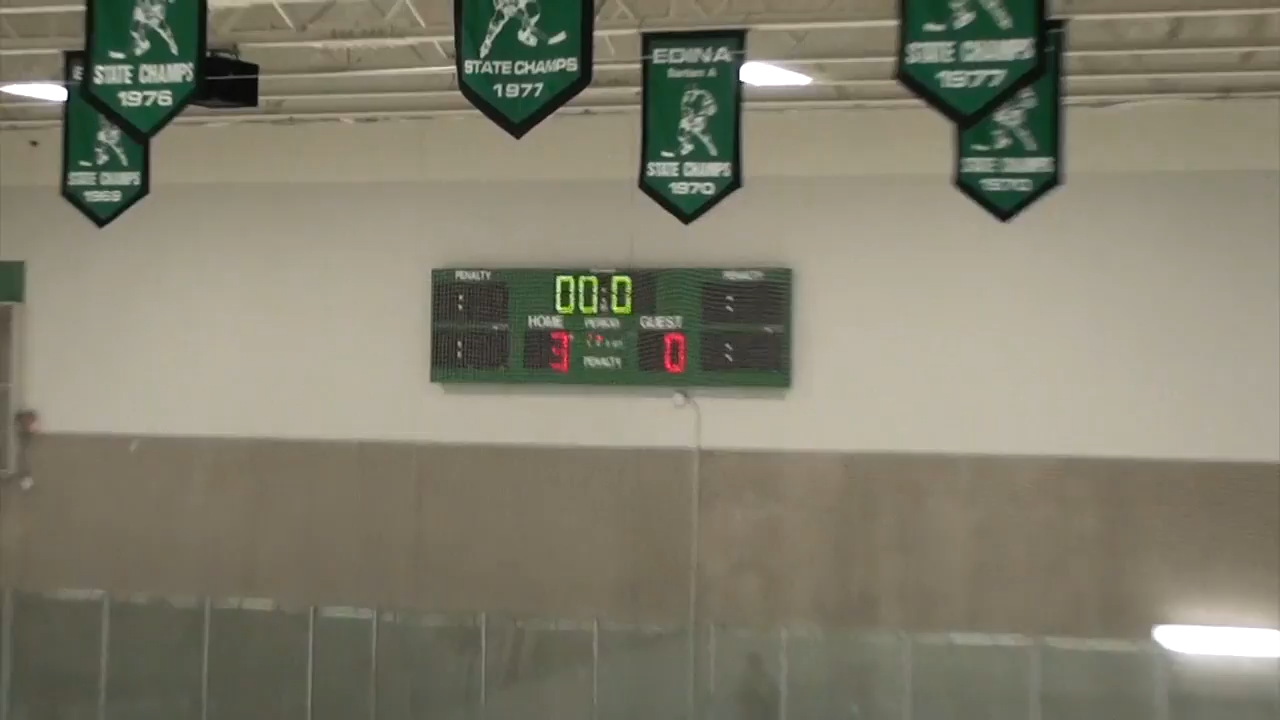 STATE CHAMPS
1976
STATE CHAMPS
1969
STATE CHAMPS
1977
EDINA
STATE CHAMPS
1970
STATE CHAMPS
1977
STATE CHAMPS
PENALTY
00:0
PENALTY
HOME
PERIOD
GUEST
3
0
PENALTY